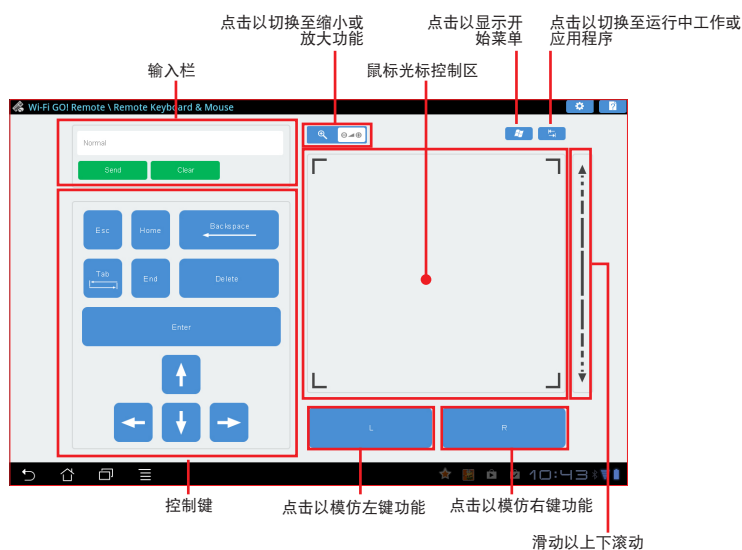 点击以切换至缩小或
放大功能
点击以显示开
始菜单
点击以切换至运行中工作或
应用程序
输入栏
鼠标光标控制区
Wi-Fi GO! Remote \ Remote Keyboard & Mouse
Normal
Send
Clear
Esc
Home
Backspace
Tab
End
Delete
Enter
L
R
10:43
控制键
点击以模仿左键功能
点击以模仿右键功能
滑动以上下滚动